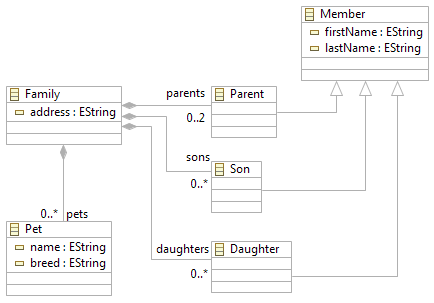 Member
firstName : EString
lastName : EString
Family
address : EString
parents
0..2
Parent
sons
0..*
Son
0..* pets
Pet
name : EString
breed : EString
daughters
0..*
Daughter